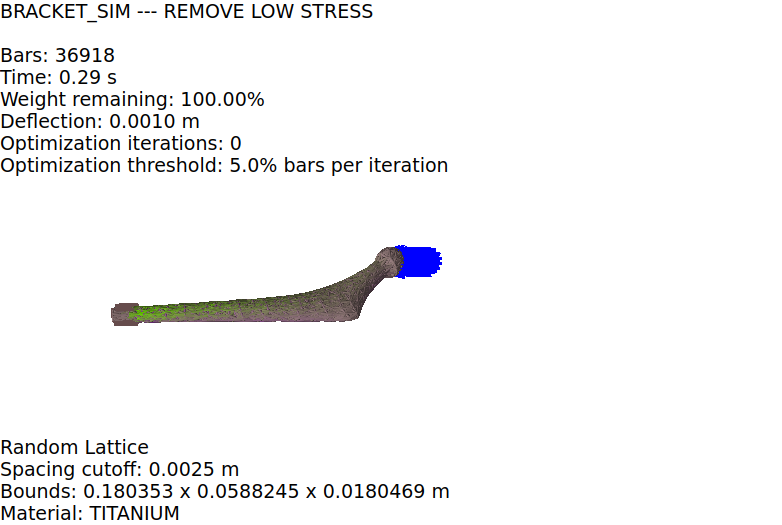 BRACKET_SIM --- REMOVE LOW STRESS
Bars: 36918
Time: 0.29 s
Weight remaining: 100.00%
Deflection: 0.0010 m
Optimization iterations: 0
Optimization threshold: 5.0% bars per iteration
Random Lattice
Spacing cutoff: 0.0025 m
Bounds: 0.180353 x 0.0588245 x 0.0180469 m
Material: TITANIUM